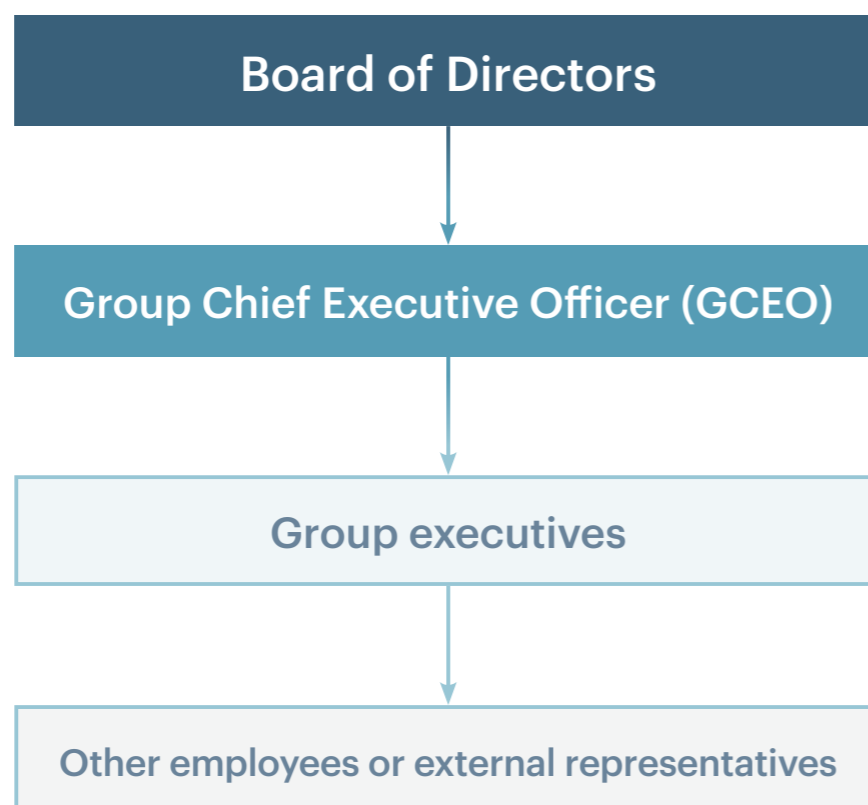 Board of Directors
Group Chief Executive Officer (GCEO)
Group executives
Other employees or external representatives